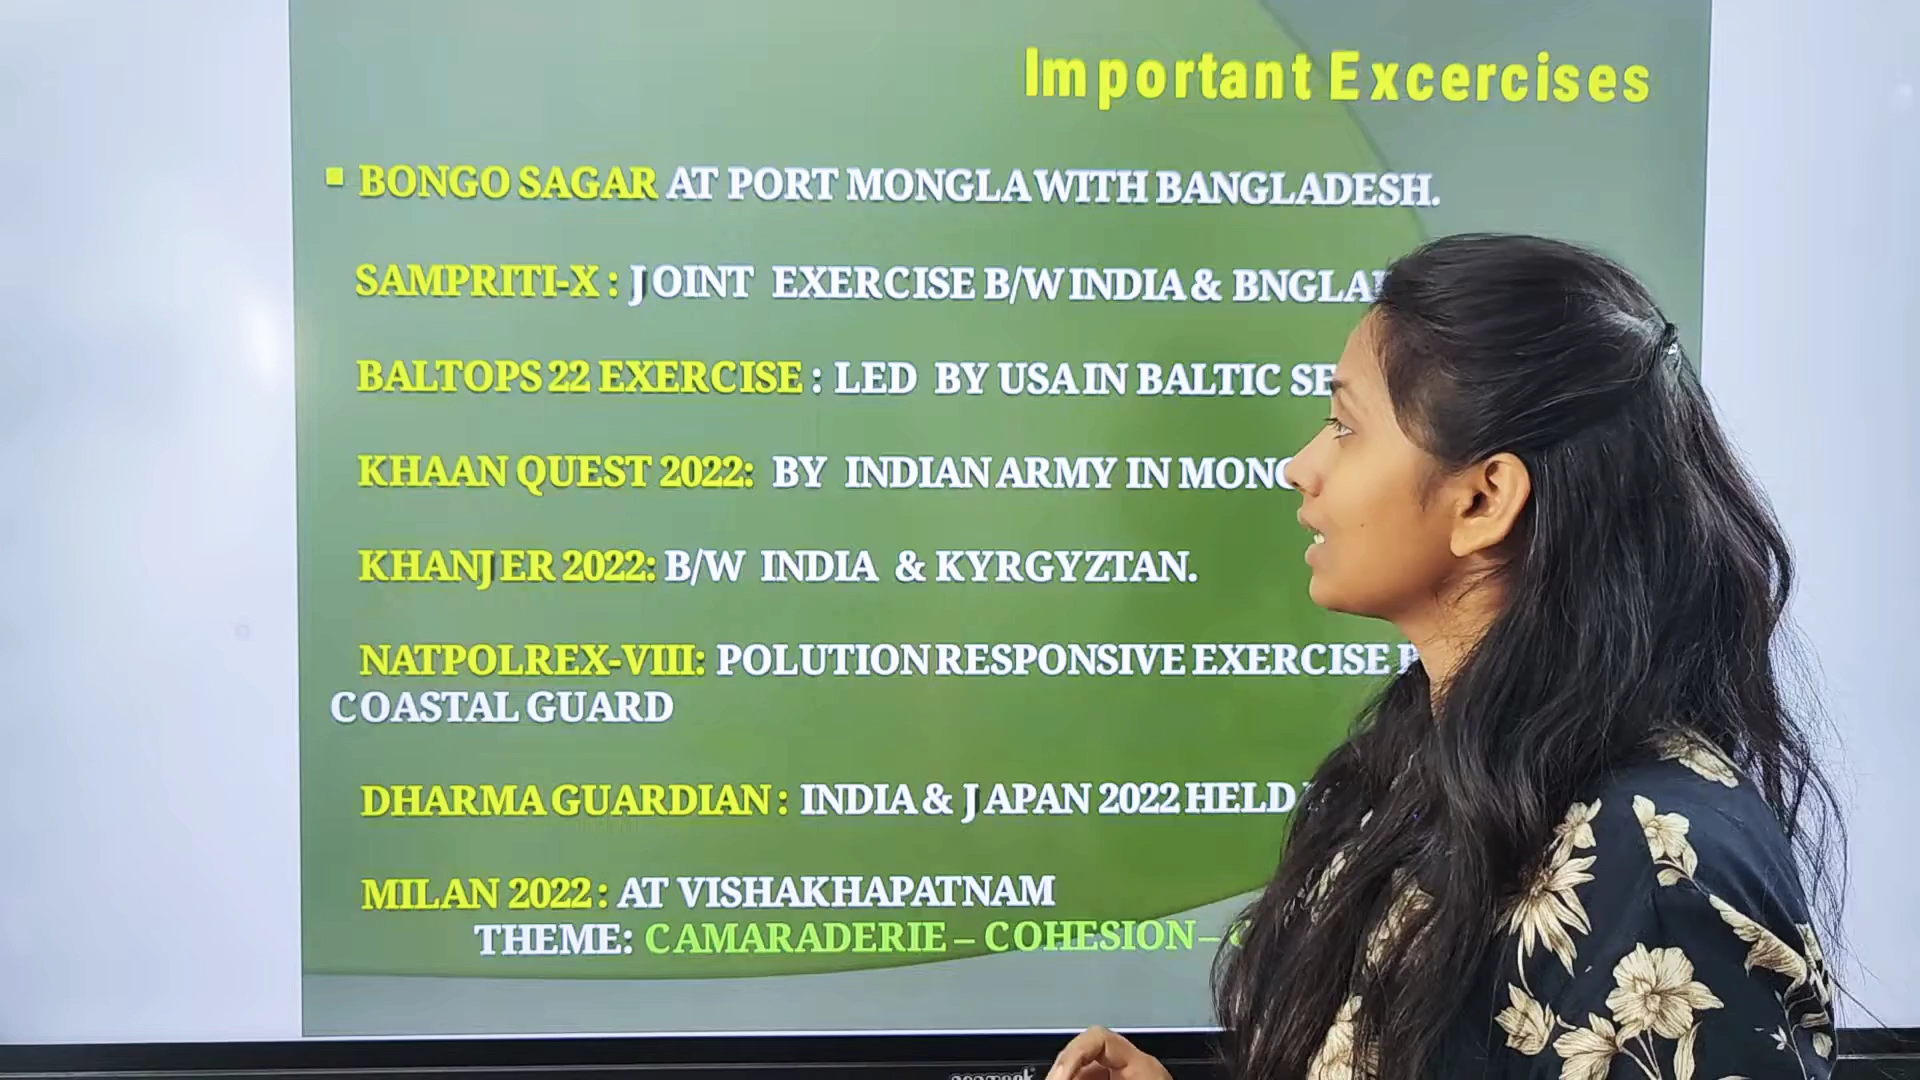 Important Excercises
BONGO SAGAR AT PORT MONGLA WITH BANGLADESH.
SAMPRITI-X : JOINT EXERCISE B/W INDIA &
BALTOPS 22 EXERCISE : LED BY USA IN BALTIC
KHAAN QUEST 2022: BY INDIAN ARMY IN
KHANJER 2022: B/W INDIA & KYRGYZTAN.
NATPOLREX-VIII: POLUTION RESPONSIVE EXERCISE
COASTAL GUARD
DHARMA GUARDIAN : INDIA & JAPAN 2022 HELD
MILAN 2022 : AT VISHAKHAPATNAM
THEME: CAMARADERIE – COHESION –